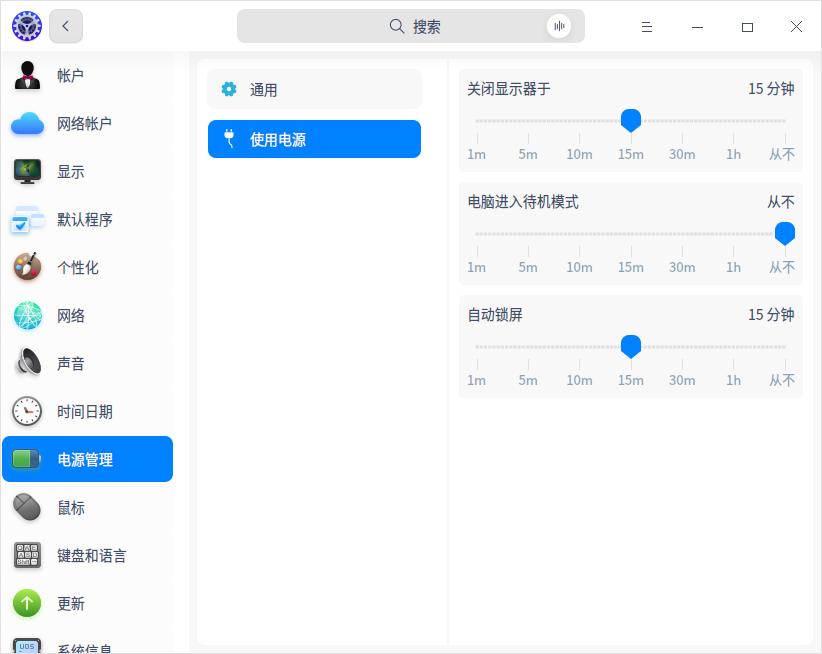 搜索
帐户
网络帐户
显示
默认程序
个性化
网络
声音
时间日期
电源管理
鼠标
键盘和语言
更新
系统信息
通用
使用电源
关闭显示器于 15 分钟
1m 5m 10m 15m 30m 1h 从不
电脑进入待机模式 从不
1m 5m 10m 15m 30m 1h 从不
自动锁屏 15 分钟
1m 5m 10m 15m 30m 1h 从不